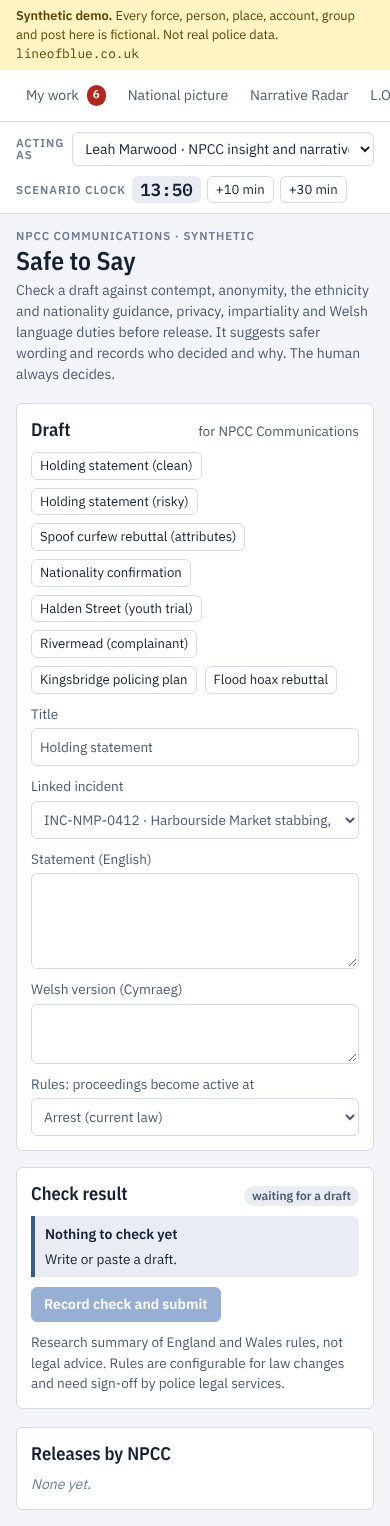 Synthetic demo. Every force, person, place, account, group
and post here is fictional. Not real police data.
lineofblue.co.uk
My work 6 National picture Narrative Radar L.O
ACTING
AS
Leah Marwood · NPCC insight and narrativ
SCENARIO CLOCK 13:50 +10 min +30 min
NPCC COMMUNICATIONS · SYNTHETIC
Safe to Say
Check a draft against contempt, anonymity, the ethnicity
and nationality guidance, privacy, impartiality and Welsh
language duties before release. It suggests safer
wording and records who decided and why. The human
always decides.
Draft for NPCC Communications
Holding statement (clean)
Holding statement (risky)
Spoof curfew rebuttal (attributes)
Nationality confirmation
Halden Street (youth trial)
Rivermead (complainant)
Kingsbridge policing plan Flood hoax rebuttal
Title
Holding statement
Linked incident
INC-NMP-0412 · Harbourside Market stabbing,
Statement (English)
Welsh version (Cymraeg)
Rules: proceedings become active at
Arrest (current law)
Check result waiting for a draft
Nothing to check yet
Write or paste a draft.
Record check and submit
Research summary of England and Wales rules, not
legal advice. Rules are configurable for law changes
and need sign-off by police legal services.
Releases by NPCC
None yet.